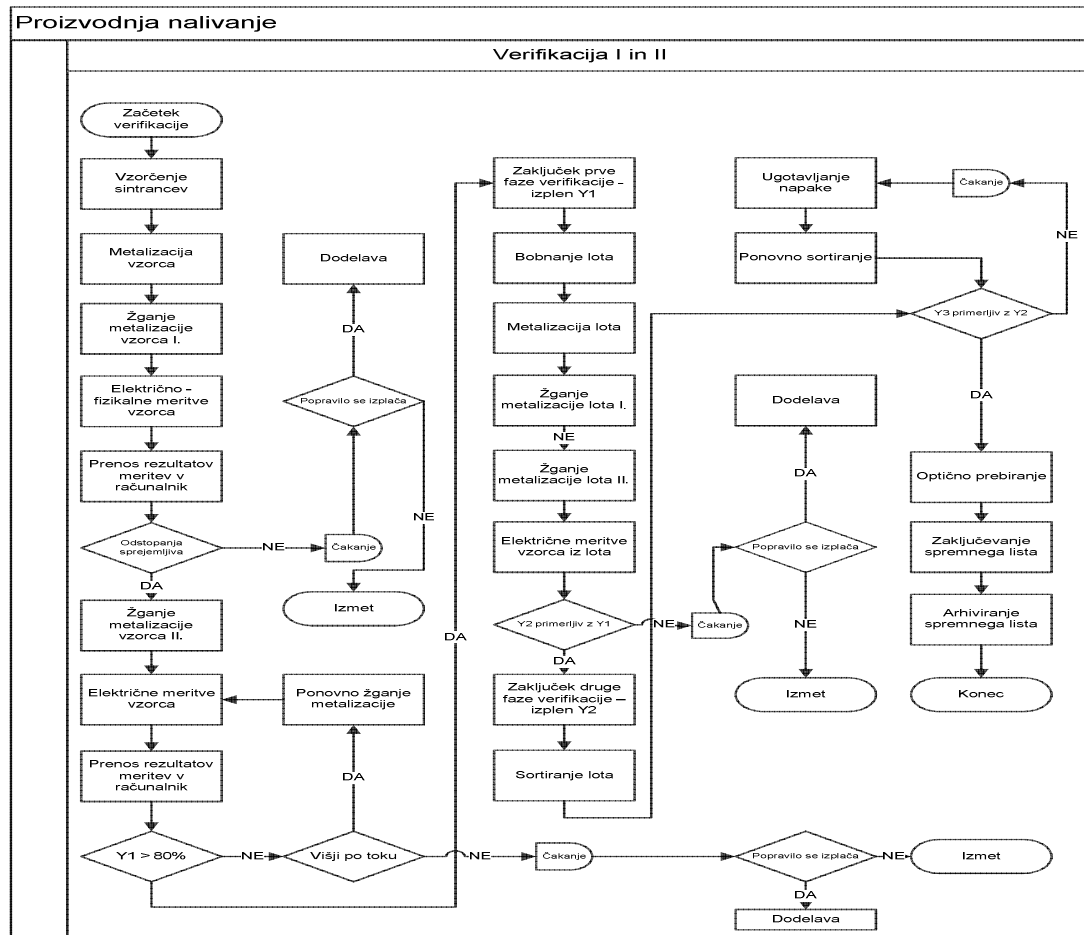 Proizvodnja nalivanje
Verifikacija I in II
Začetek
verifikacije
Vzorčenje
sintrancev
Metalizacija
vzorca
Žganje
metalizacije
vzorca I.
Električno -
fizikalne meritve
vzorca
Prenos rezultatov
meritev v
računalnik
Odstopanja
sprejemljiva
NE
Čakanje
DA
Popravilo se izplača
DA
Dodelava
NE
Izmet
Žganje
metalizacije
vzorca II.
Električne meritve
vzorca
Ponovno žganje
metalizacije
Prenos rezultatov
meritev v
računalnik
DA
Y1 > 80%
NE
Višji po toku
NE
Čakanje
Popravilo se izplača
NE
Izmet
DA
Dodelava
DA
Zaključek prve
faze verifikacije -
izplen Y1
Bobnanje lota
Metalizacija lota
Žganje
metalizacije lota I.
NE
Žganje
metalizacije lota II.
Električne meritve
vzorca iz lota
Y2 primerljiv z Y1
NE
Čakanje
DA
Zaključek druge
faze verifikacije –
izplen Y2
Sortiranje lota
Dodelava
DA
Popravilo se izplača
NE
Izmet
Ugotavljanje
napake
Čakanje
NE
Ponovno sortiranje
Y3 primerljiv z Y2
DA
Optično prebiranje
Zaključevanje
spremnega lista
Arhiviranje
spremnega lista
Konec